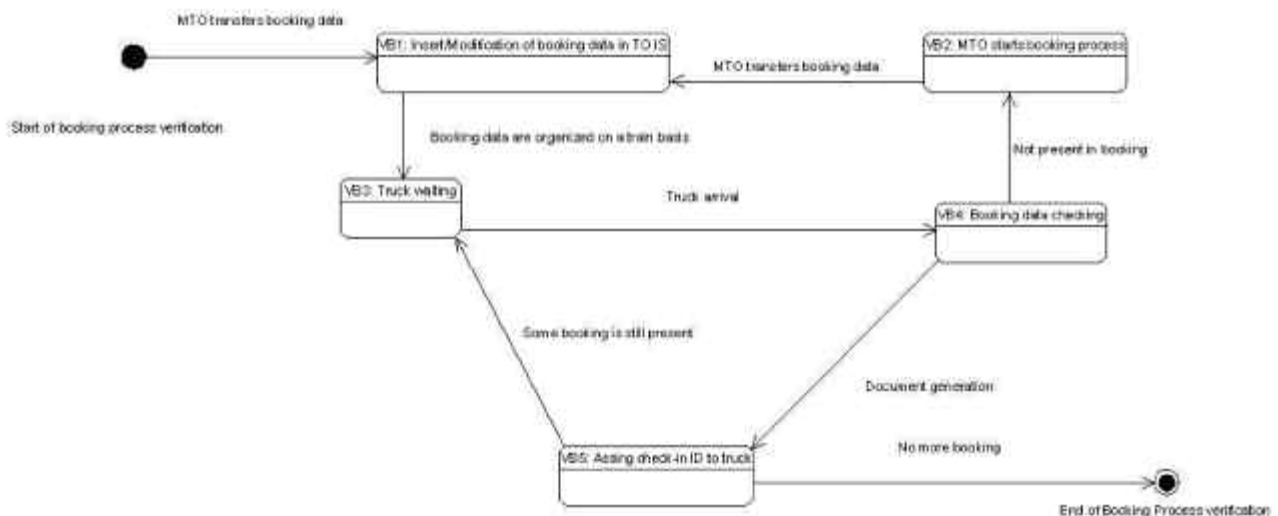 MTO transfers booking data
VB1: Insert/Modification of booking data in TO IS
VB2: MTO starts booking process
MTO transfers booking data
Start of booking process verification
Booking data are organized on a train basis
Not present in booking
VB3: Truck waiting
Truck arrival
VB4: Booking data checking
Some booking is still present
Document generation
No more booking
VB5: Assing check-in ID to truck
End of Booking Process verification